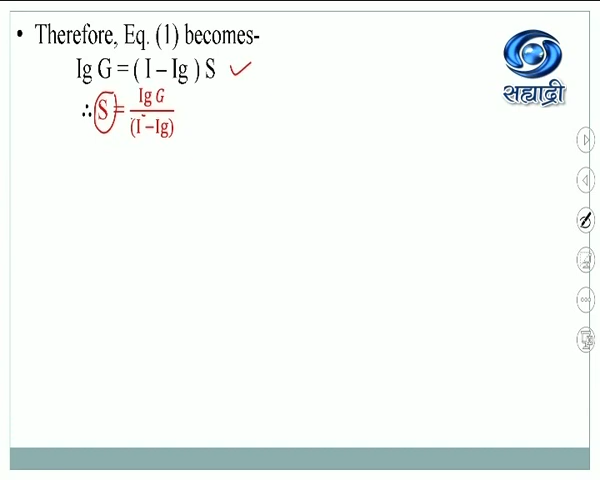 • Therefore, Eq. (1) becomes-
Ig G = ( I – Ig ) S
∴ S = Ig G / (I – Ig)
सह्याद्री